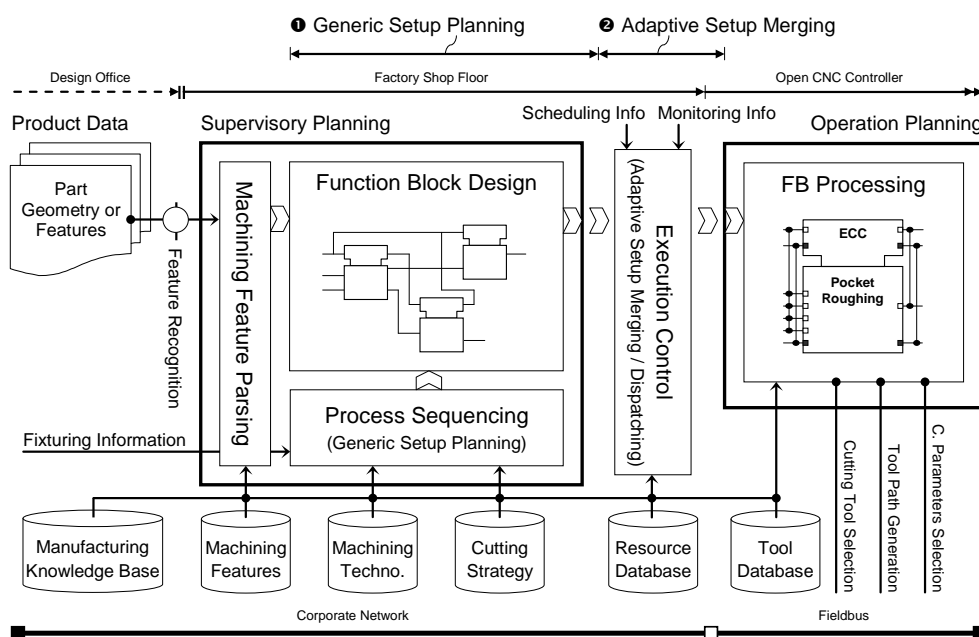 ❶ Generic Setup Planning
❷ Adaptive Setup Merging
Design Office
Factory Shop Floor
Open CNC Controller
Product Data
Supervisory Planning
Scheduling Info
Monitoring Info
Operation Planning
Part
Geometry or
Features
Feature Recognition
Machining Feature Parsing
Function Block Design
Process Sequencing
(Generic Setup Planning)
Fixturing Information
Execution Control
(Adaptive Setup Merging / Dispatching)
FB Processing
ECC
Pocket
Roughing
Cutting Tool Selection
Tool Path Generation
C. Parameters Selection
Manufacturing
Knowledge Base
Machining
Features
Machining
Techno.
Cutting
Strategy
Resource
Database
Tool
Database
Corporate Network
Fieldbus